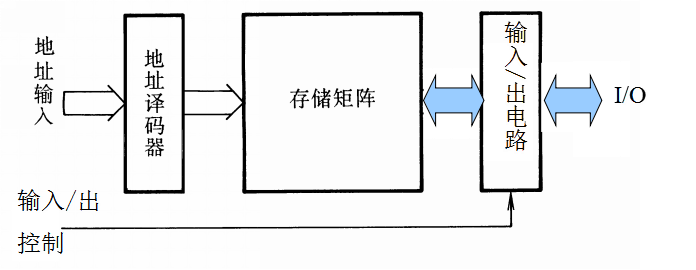 地址输入
地址译码器
存储矩阵
输入/出电路
I/O
输入/出
控制